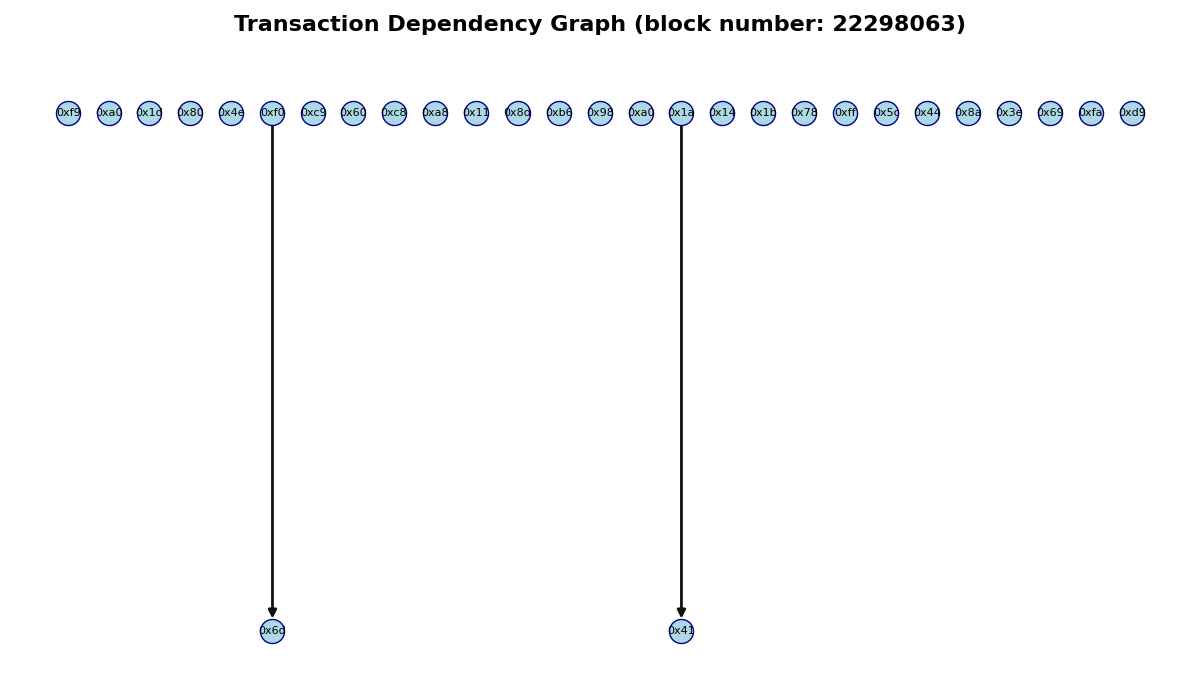 Transaction Dependency Graph (block number: 22298063)
0xf9 0xa0 0x1d 0x80 0x4e 0xf0 0xc9 0x60 0xc8 0xa8 0x11 0x8d 0xb6 0x98 0xa0 0x1a 0x14 0x1b 0x78 0xff 0x5c 0x44 0x8a 0x3e 0x69 0xfa 0xd9
0x6d 0x41